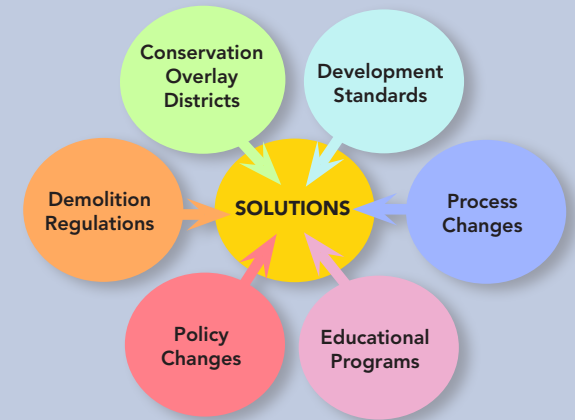 Conservation
Overlay
Districts
Development
Standards
Demolition
Regulations
SOLUTIONS
Process
Changes
Policy
Changes
Educational
Programs